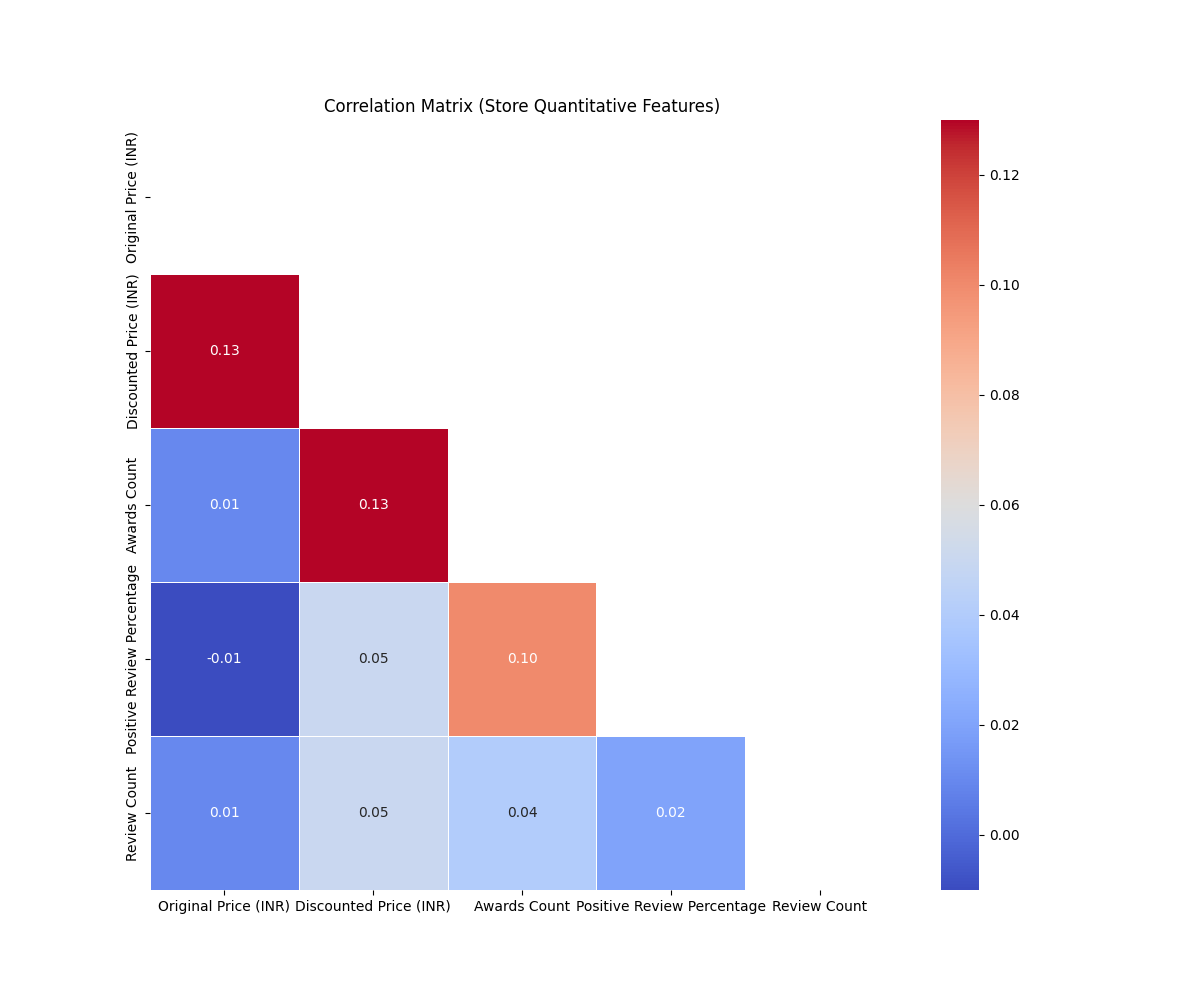 Correlation Matrix (Store Quantitative Features)
Original Price (INR)
Discounted Price (INR)
Awards Count
Positive Review Percentage
Review Count
0.13
0.01 0.13
-0.01 0.05 0.10
0.01 0.05 0.04 0.02
Original Price (INR) Discounted Price (INR) Awards Count Positive Review Percentage Review Count
0.12
0.10
0.08
0.06
0.04
0.02
0.00